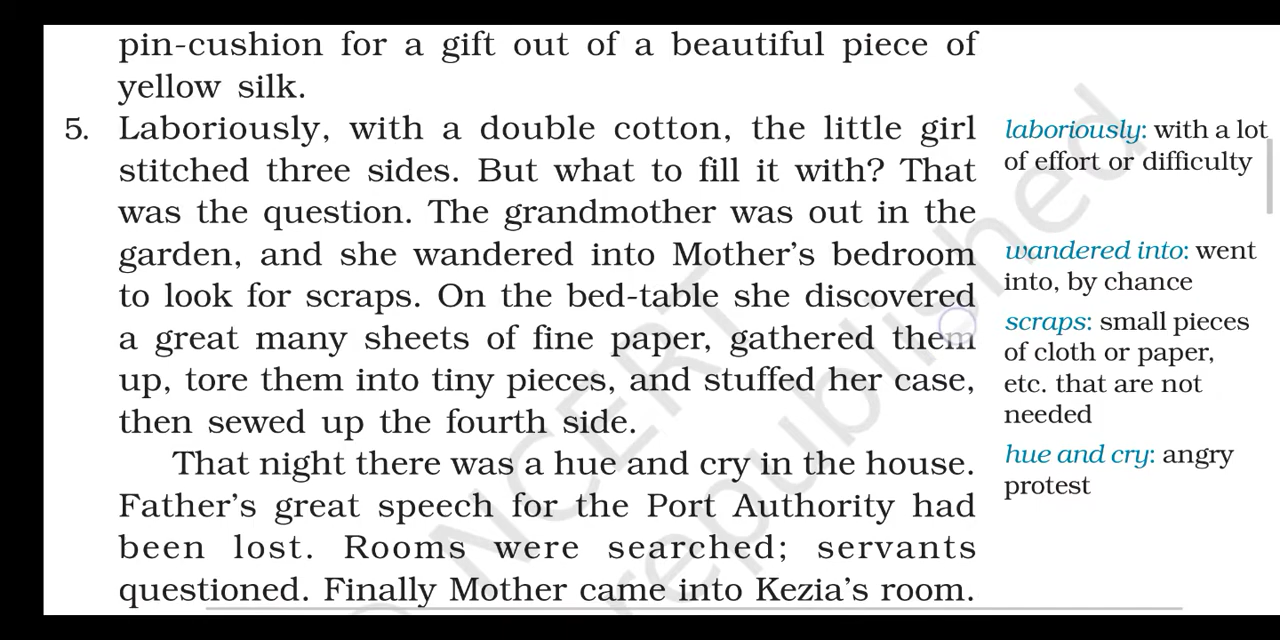 pin-cushion for a gift out of a beautiful piece of
yellow silk.
5. Laboriously, with a double cotton, the little girl
stitched three sides. But what to fill it with? That
was the question. The grandmother was out in the
garden, and she wandered into Mother's bedroom
to look for scraps. On the bed-table she discovered
a great many sheets of fine paper, gathered them
up, tore them into tiny pieces, and stuffed her case,
then sewed up the fourth side.
That night there was a hue and cry in the house.
Father's great speech for the Port Authority had
been lost. Rooms were searched; servants
questioned. Finally Mother came into Kezia's room.
laboriously: with a lot
of effort or difficulty
wandered into: went
into, by chance
scraps: small pieces
of cloth or paper,
etc. that are not
needed
hue and cry: angry
protest
NCERT
republished